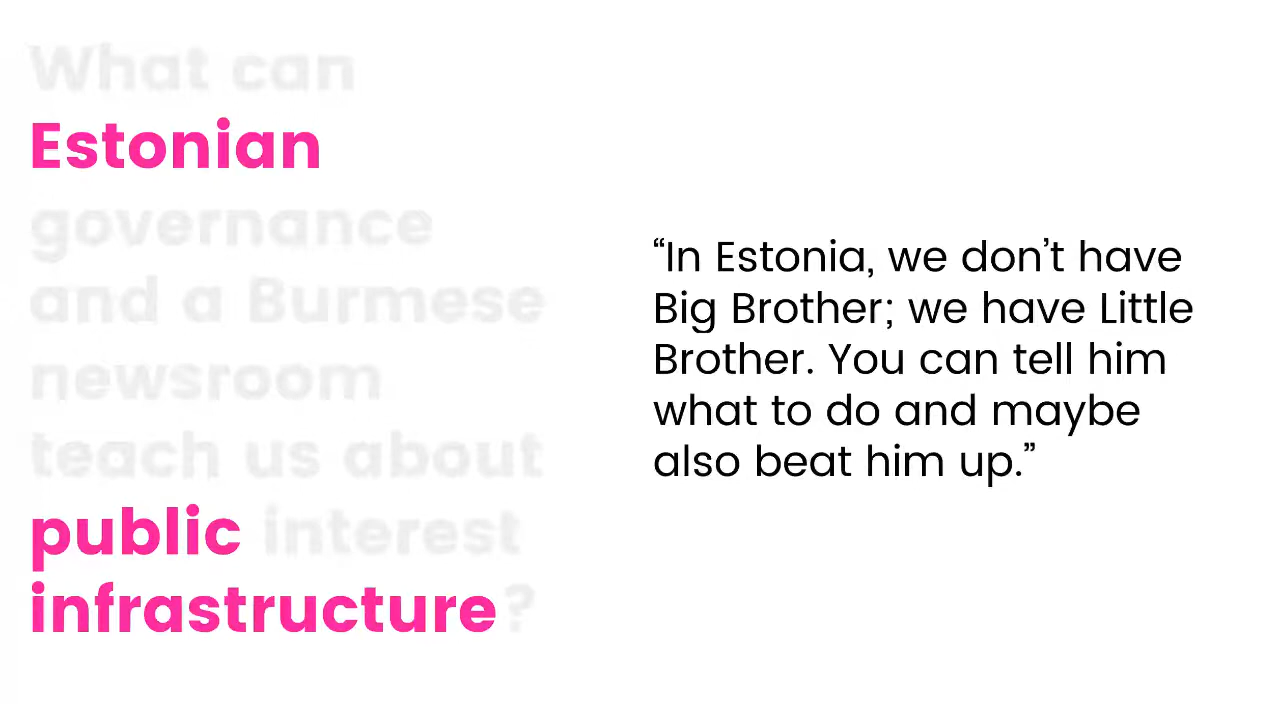 What can
Estonian
governance
and a Burmese
newsroom
teach us about
public interest
infrastructure?
“In Estonia, we don’t have
Big Brother; we have Little
Brother. You can tell him
what to do and maybe
also beat him up.”